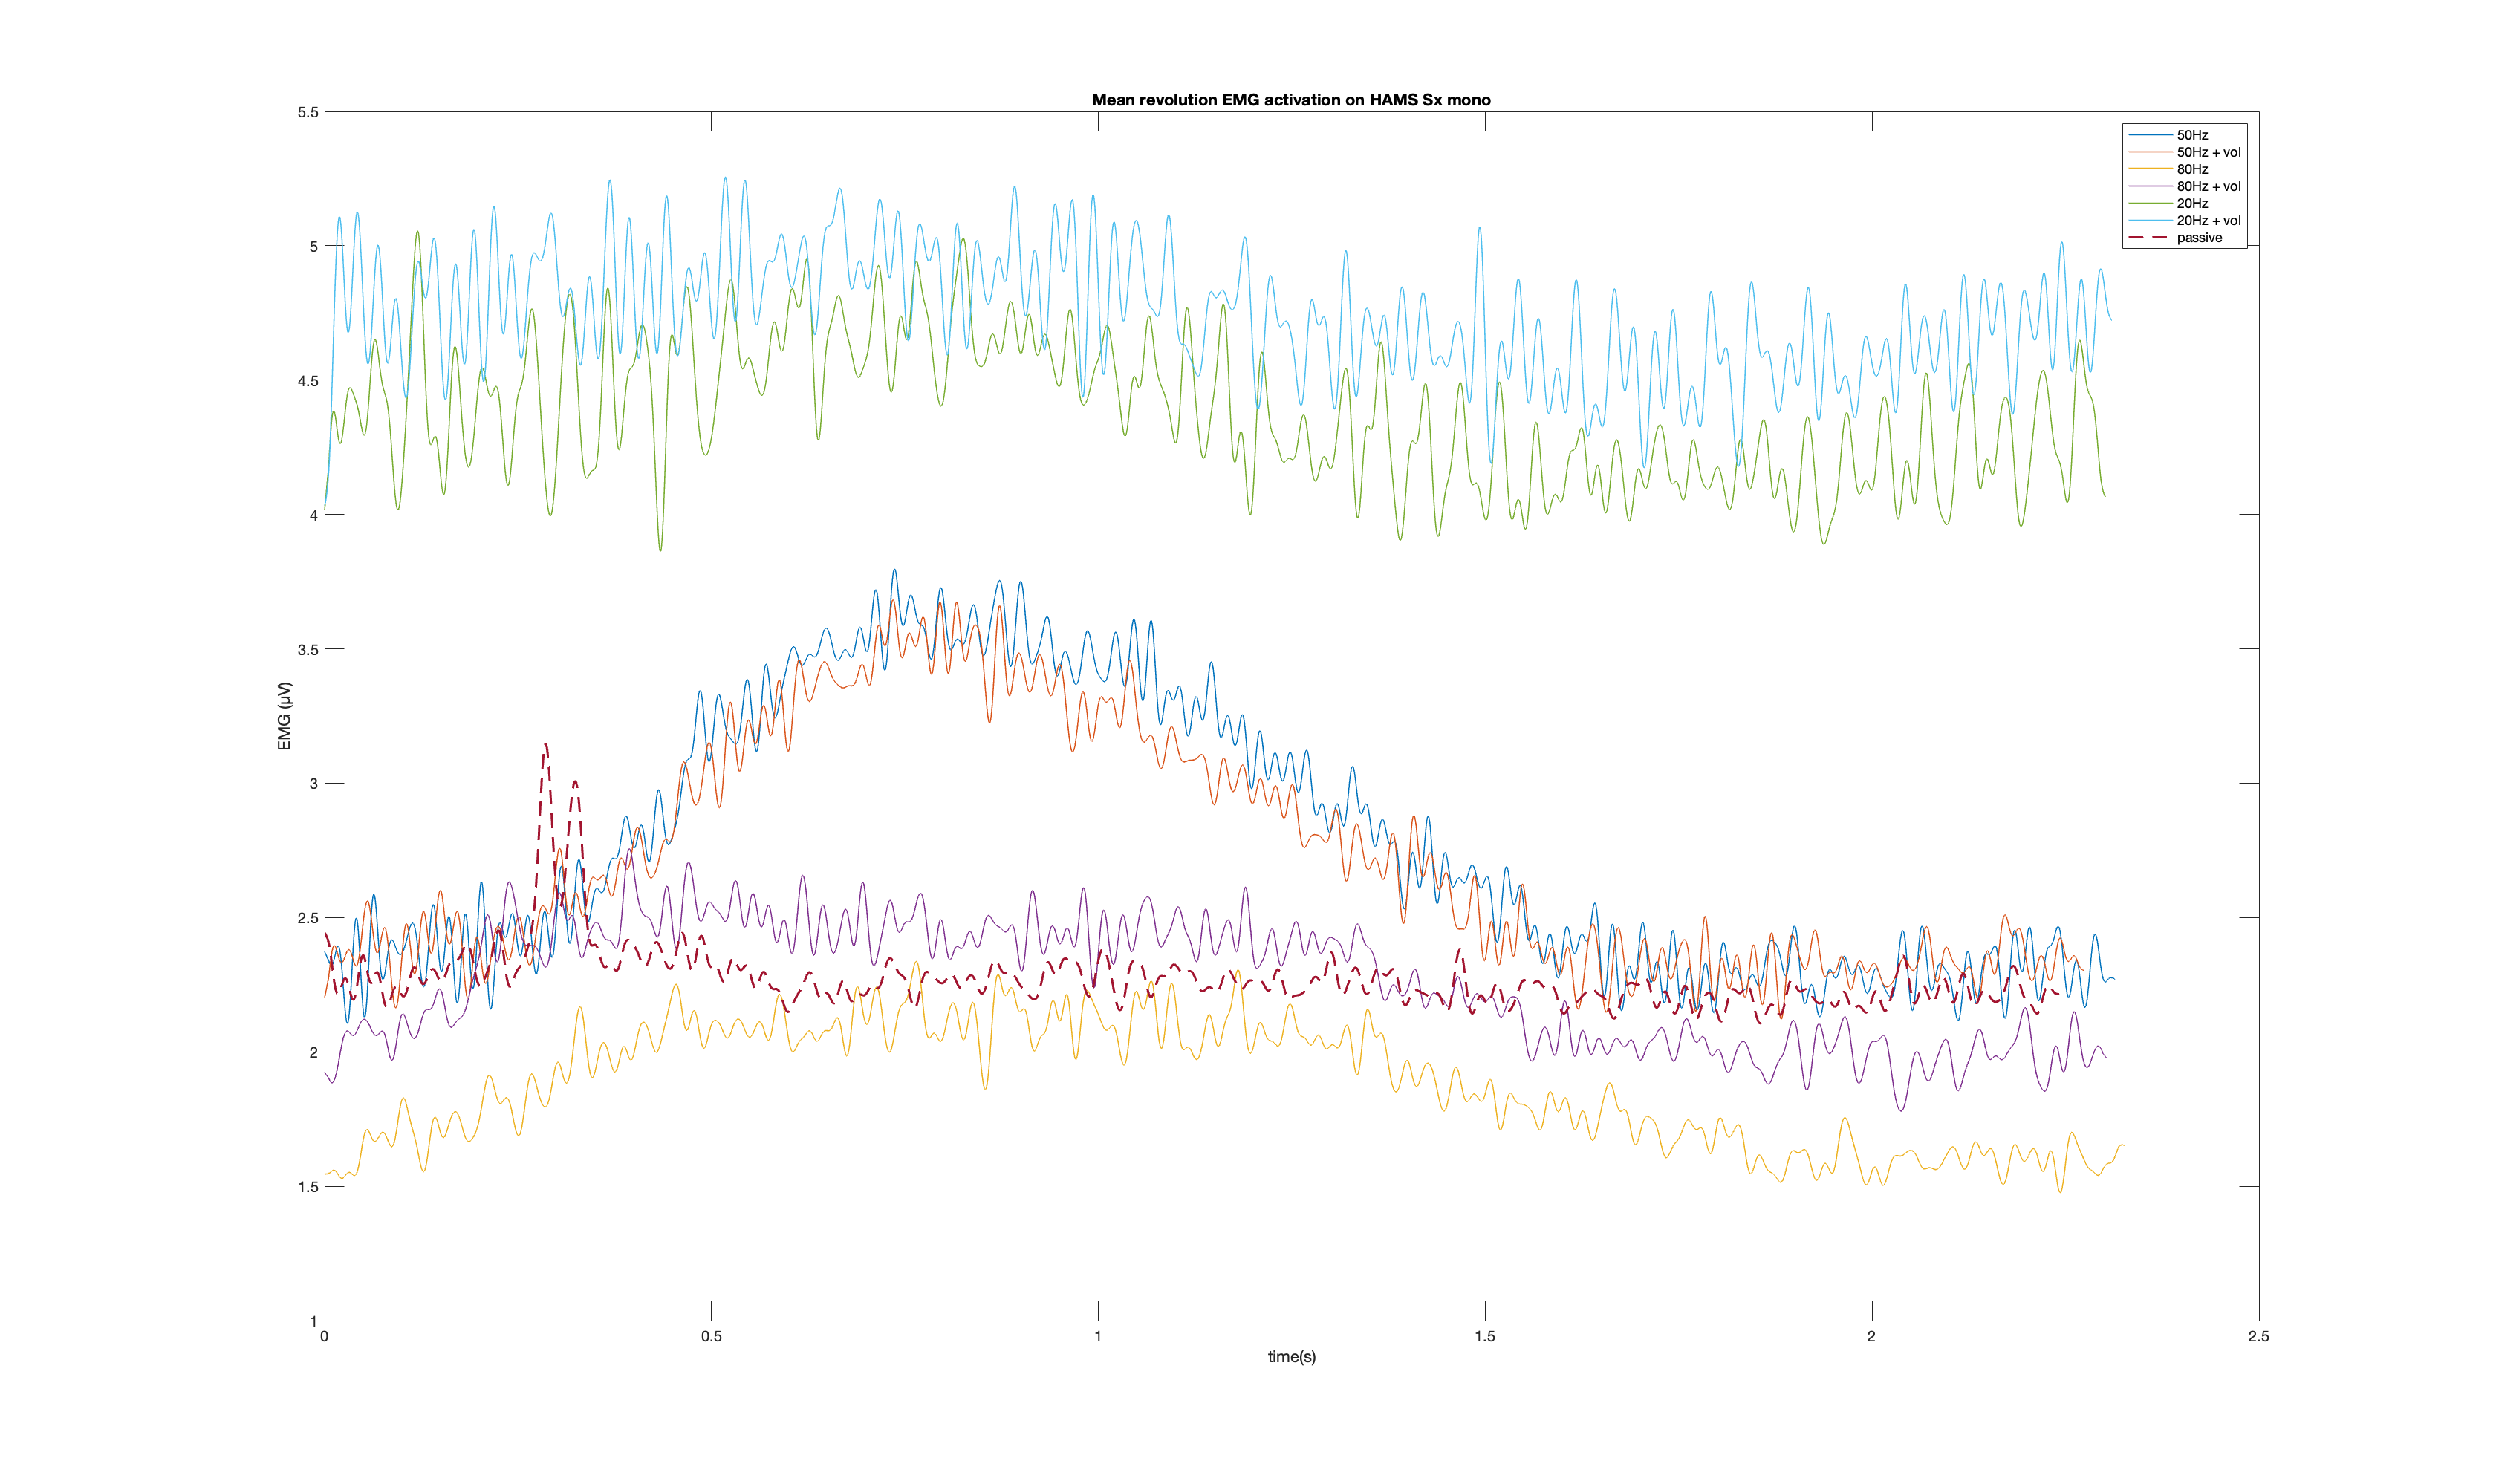 Mean revolution EMG activation on HAMS Sx mono
5.5
5
4.5
4
3.5
3
2.5
2
1.5
1
EMG (µV)
50Hz
50Hz + vol
80Hz
80Hz + vol
20Hz
20Hz + vol
passive
0 0.5 1 1.5 2 2.5
time(s)